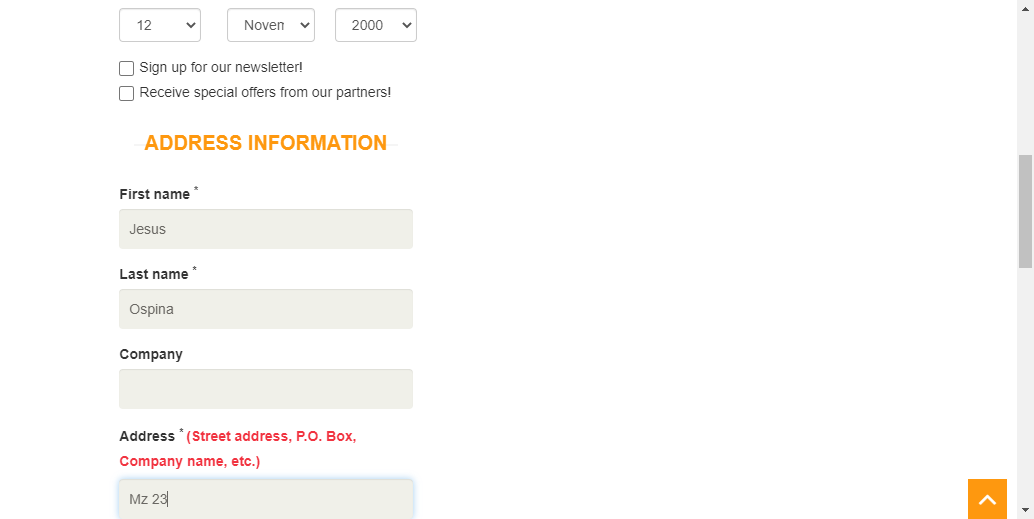 12 Novem 2000
Sign up for our newsletter!
Receive special offers from our partners!
ADDRESS INFORMATION
First name *
Jesus
Last name *
Ospina
Company
Address * (Street address, P.O. Box,
Company name, etc.)
Mz 23